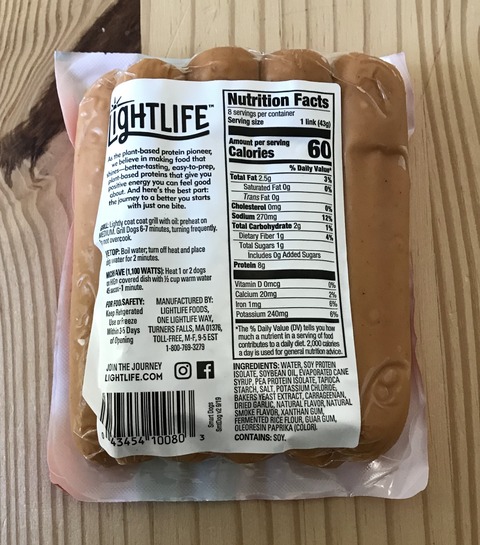 LIGHTLIFE™
As the plant-based protein pioneer,
we believe in making food that
better-tasting, easy-to-prep,
plant-based proteins that give you
positive energy you can feel good
about. And here's the best part:
the journey to a better you starts
with just one bite.
Lightly coat coat grill with oil: preheat on
MEDIUM. Grill Dogs 6-7 minutes, turning frequently.
not overcook.
Boil water; turn off heat and place
water for 2 minutes.
MICROWAVE (1,100 WATTS): Heat 1 or 2 dogs
on HIGH covered dish with ½ cup warm water
1 minute.
FOR FOOD SAFETY:
Keep Refrigerated
Use or Freeze
Within 3-5 Days
of Opening
MANUFACTURED BY:
LIGHTLIFE FOODS,
ONE LIGHTLIFE WAY,
TURNERS FALLS, MA 01376,
TOLL-FREE, M-F, 9-5 EST
1-800-769-3279
JOIN THE JOURNEY
LIGHTLIFE.COM
43454 10080 3
Smart Dogs
SmtDog v2 9/19
Nutrition Facts
8 servings per container
Serving size 1 link (43g)
Amount per serving
Calories 60
% Daily Value*
Total Fat 2.5g 3%
Saturated Fat 0g 0%
Trans Fat 0g
Cholesterol 0mg 0%
Sodium 270mg 12%
Total Carbohydrate 2g 1%
Dietary Fiber 1g 4%
Total Sugars 1g
Includes 0g Added Sugars
Protein 8g
Vitamin D 0mcg 0%
Calcium 20mg 2%
Iron 1mg 6%
Potassium 240mg 6%
*The % Daily Value (DV) tells you how
much a nutrient in a serving of food
contributes to a daily diet. 2,000 calories
a day is used for general nutrition advice.
INGREDIENTS: WATER, SOY PROTEIN
ISOLATE, SOYBEAN OIL, EVAPORATED CANE
SYRUP, PEA PROTEIN ISOLATE, TAPIOCA
STARCH, SALT, POTASSIUM CHLORIDE,
BAKERS YEAST EXTRACT, CARRAGEENAN,
DRIED GARLIC, NATURAL FLAVOR, NATURAL
SMOKE FLAVOR, XANTHAN GUM,
FERMENTED RICE FLOUR, GUAR GUM,
OLEORESIN PAPRIKA (COLOR).
CONTAINS: SOY.